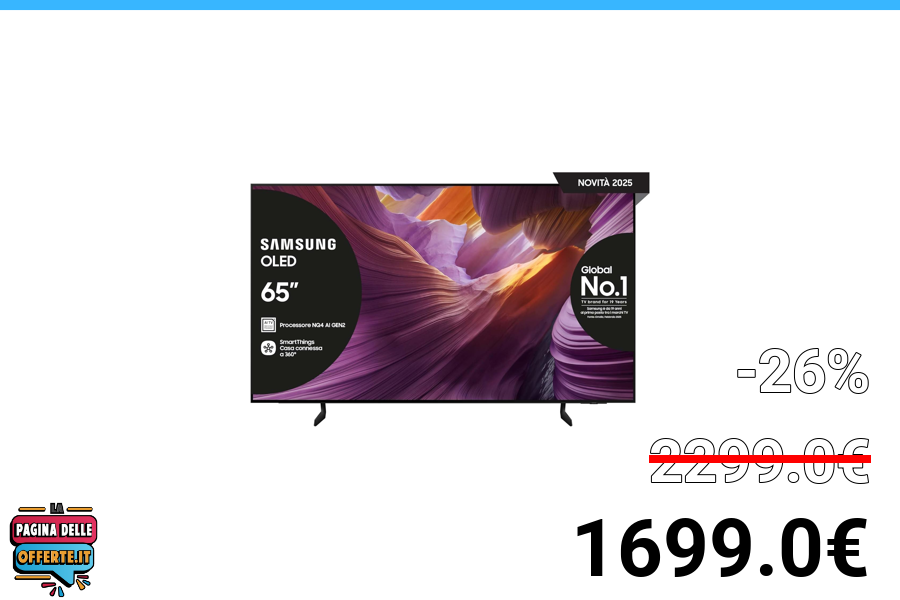 NOVITÀ 2025
SAMSUNG
OLED
65”
Processore NQ4 AI GEN2
SmartThings
Casa connessa
a 360°
Global
No.1
TV brand for 19 Years
-26%
2299.0€
1699.0€
LA
PAGINA DELLE
OFFERTE.IT